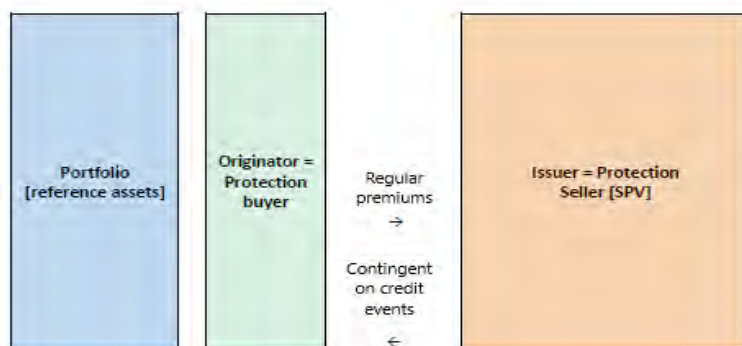 Portfolio
[reference assets]
Originator =
Protection
buyer
Regular
premiums
→
Contingent
on credit
events
←
Issuer = Protection
Seller [SPV]